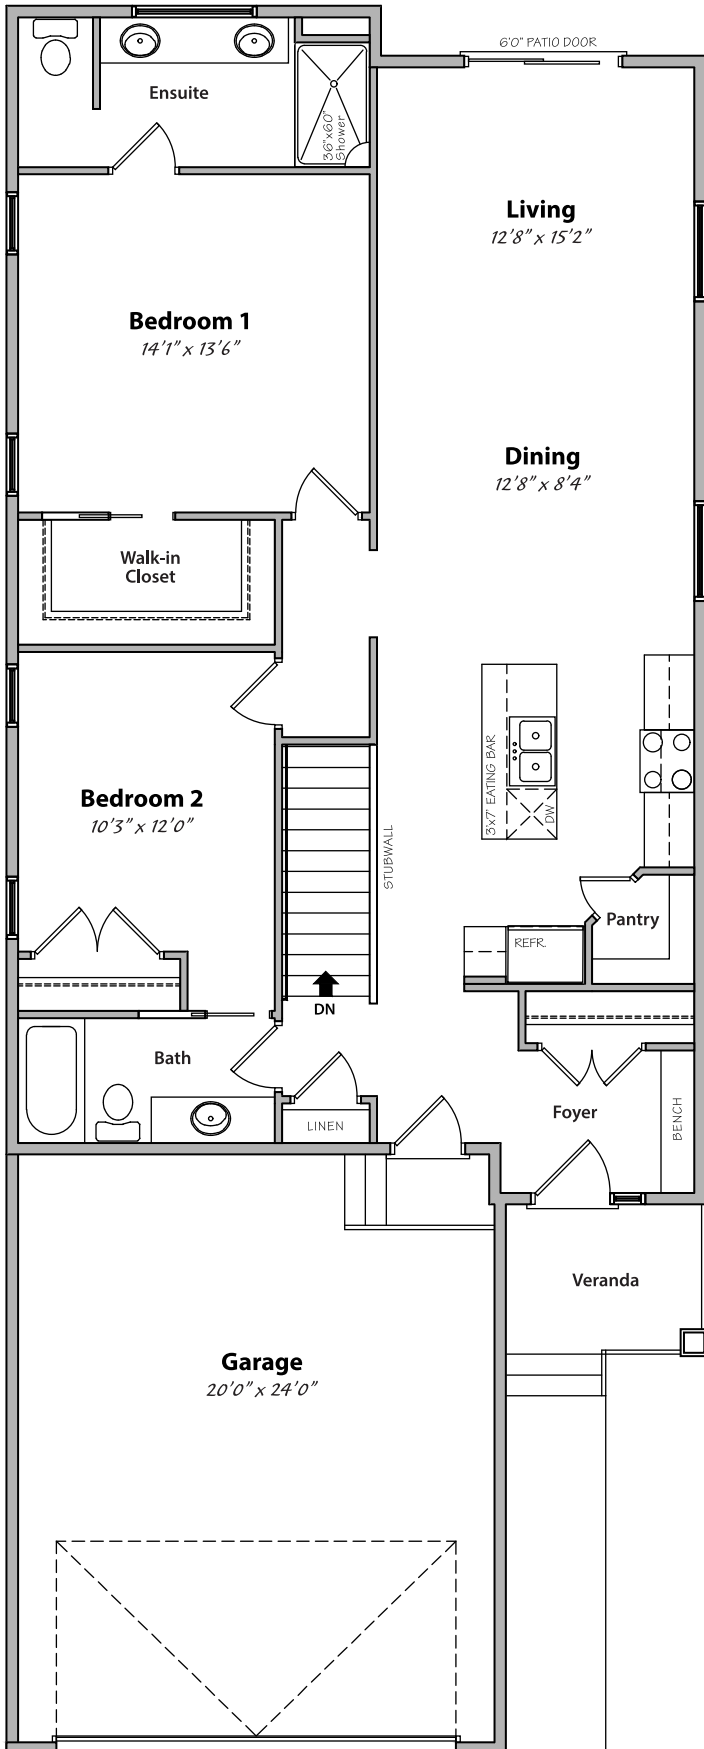 6'0" PATIO DOOR
Ensuite
36"x60"
Shower
Living
12'8" x 15'2"
Bedroom 1
14'1" x 13'6"
Dining
12'8" x 8'4"
Walk-in
Closet
3'x7' EATING BAR
DW
Bedroom 2
10'3" x 12'0"
STUBWALL
Pantry
REFR.
DN
Bath
LINEN
Foyer
BENCH
Veranda
Garage
20'0" x 24'0"